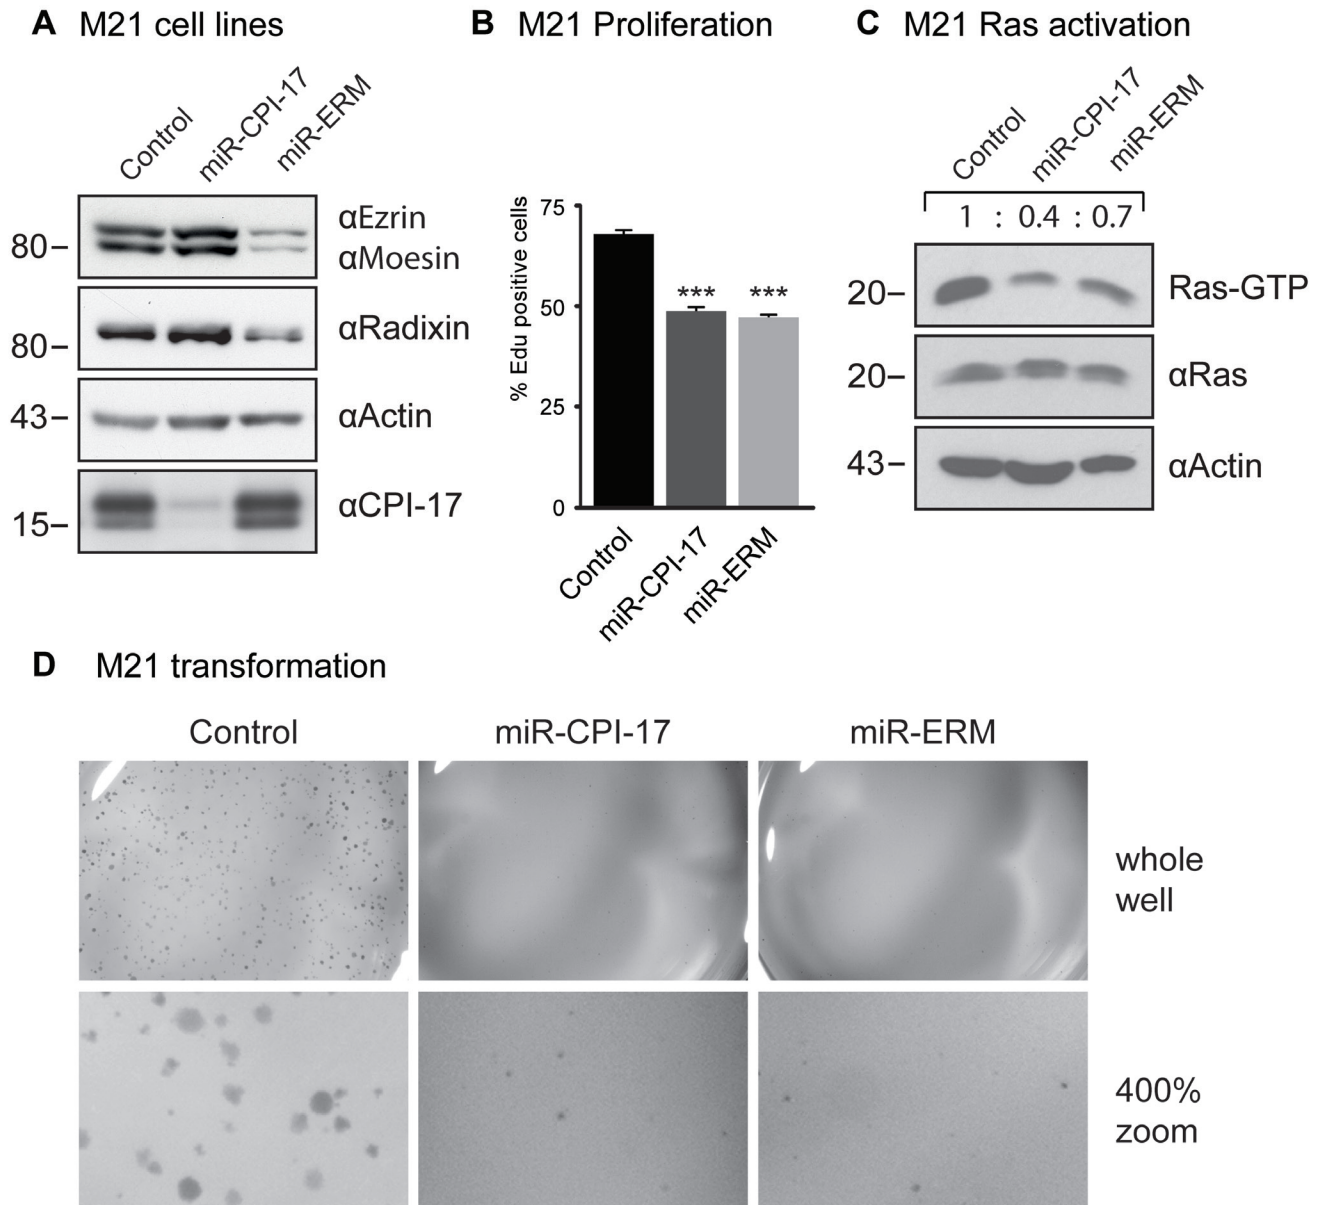 A M21 cell lines
Control
miR-CPI-17
miR-ERM
80–
αEzrin
αMoesin
80–
αRadixin
43–
αActin
15–
αCPI-17
B M21 Proliferation
% Edu positive cells
75
50
25
0
***
***
Control
miR-CPI-17
miR-ERM
C M21 Ras activation
Control
miR-CPI-17
miR-ERM
1 : 0.4 : 0.7
20–
Ras-GTP
20–
αRas
43–
αActin
D M21 transformation
Control
miR-CPI-17
miR-ERM
whole
well
400%
zoom